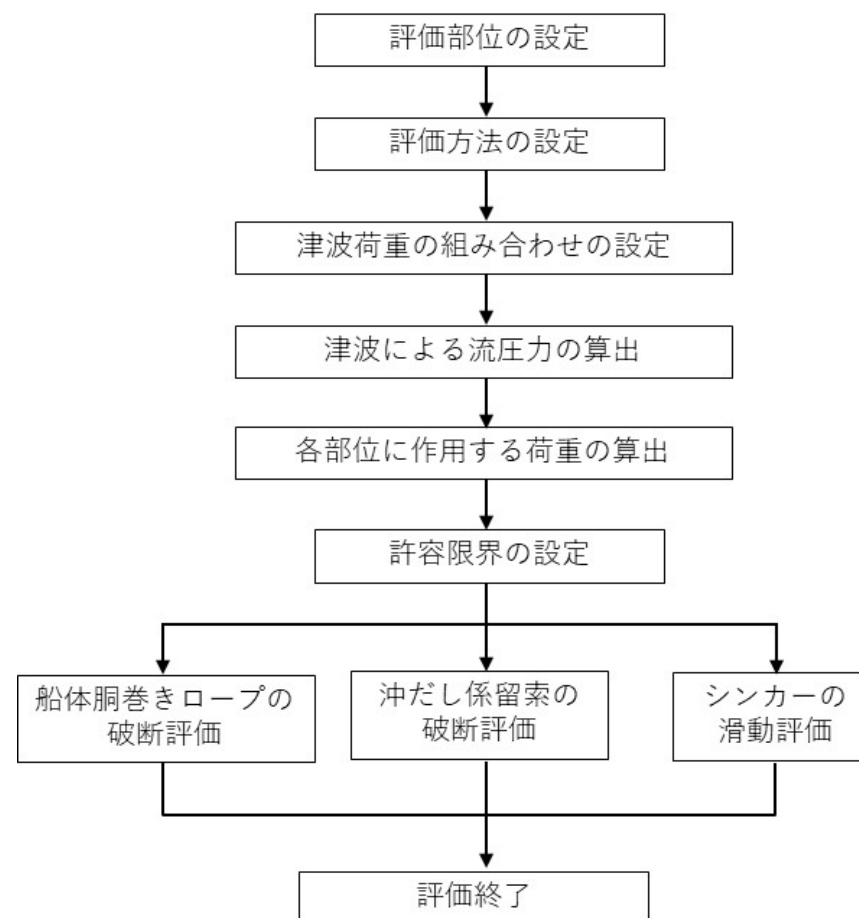 評価部位の設定
評価方法の設定
津波荷重の組み合わせの設定
津波による流圧力の算出
各部位に作用する荷重の算出
許容限界の設定
船体胴巻きロープの
破断評価
沖だし係留索の
破断評価
シンカーの
滑動評価
評価終了